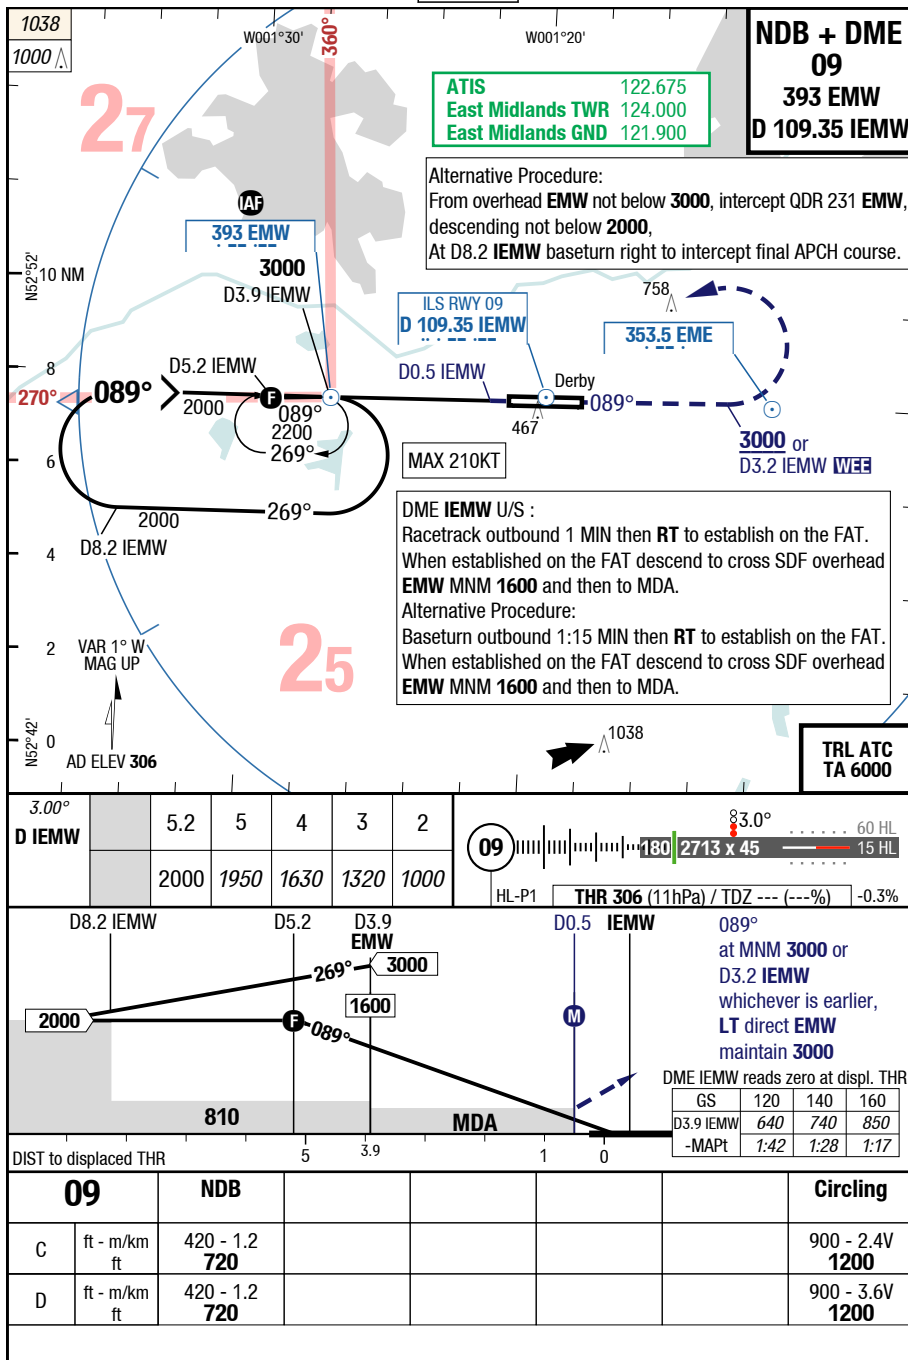 1038
1000
W001°30'
360°
W001°20'
NDB + DME
09
393 EMW
D 109.35 IEMW
ATIS 122.675
East Midlands TWR 124.000
East Midlands GND 121.900
27
Alternative Procedure:
From overhead EMW not below 3000, intercept QDR 231 EMW,
descending not below 2000,
At D8.2 IEMW baseturn right to intercept final APCH course.
IAF
393 EMW
3000
D3.9 IEMW
N52°52'
10 NM
758
ILS RWY 09
D 109.35 IEMW
353.5 EME
8
D5.2 IEMW
D0.5 IEMW
Derby
270°
089°
2000
F
089°
2200
269°
467
089°
3000 or
D3.2 IEMW WEE
6
MAX 210KT
2000
269°
D8.2 IEMW
4
DME IEMW U/S :
Racetrack outbound 1 MIN then RT to establish on the FAT.
When established on the FAT descend to cross SDF overhead
EMW MNM 1600 and then to MDA.
Alternative Procedure:
Baseturn outbound 1:15 MIN then RT to establish on the FAT.
When established on the FAT descend to cross SDF overhead
EMW MNM 1600 and then to MDA.
2
VAR 1° W
MAG UP
25
N52°42'
0
AD ELEV 306
1038
TRL ATC
TA 6000
3.00°
D IEMW
5.2 5 4 3 2
2000 1950 1630 1320 1000
09
3.0°
60 HL
180 2713 x 45
15 HL
HL-P1
THR 306 (11hPa) / TDZ --- (---%)
-0.3%
D8.2 IEMW
D5.2
D3.9
EMW
D0.5
IEMW
089°
at MNM 3000 or
D3.2 IEMW
whichever is earlier,
LT direct EMW
maintain 3000
269°
3000
1600
2000
F
089°
M
DME IEMW reads zero at displ. THR
GS 120 140 160
D3.9 IEMW 640 740 850
-MAPt 1:42 1:28 1:17
810
MDA
DIST to displaced THR
5
3.9
1
0
09 NDB Circling
C ft - m/km 420 - 1.2 900 - 2.4V
ft 720 1200
D ft - m/km 420 - 1.2 900 - 3.6V
ft 720 1200